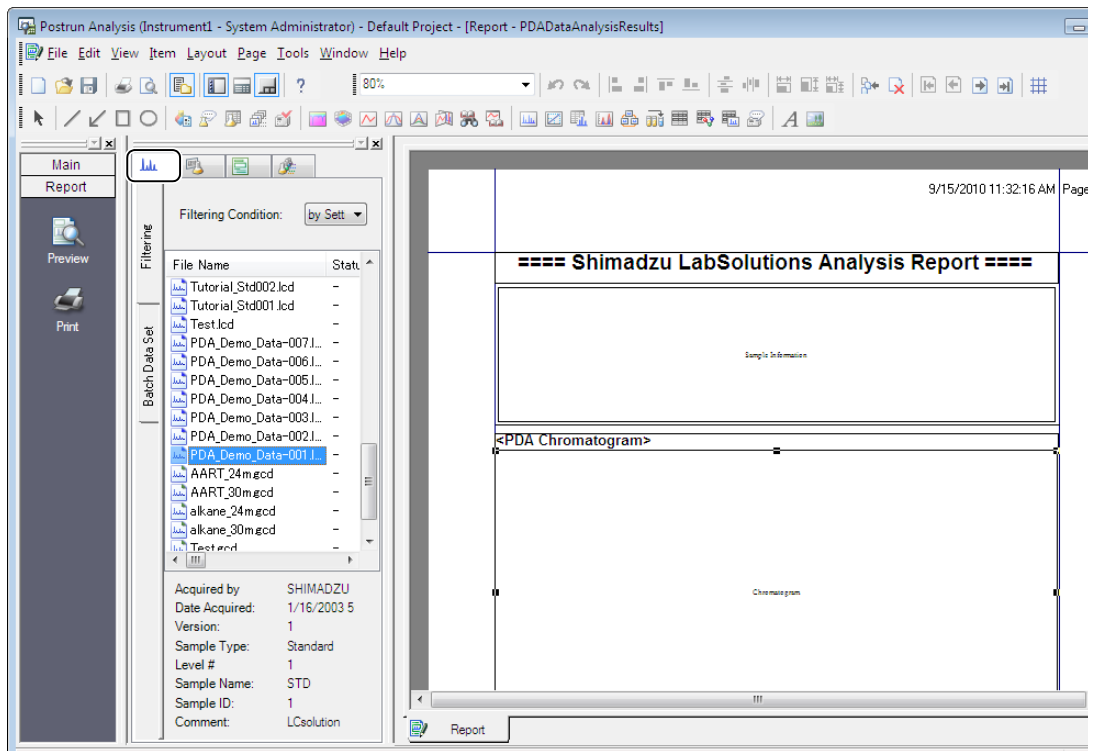 Postrun Analysis (Instrument1 - System Administrator) - Default Project - [Report - PDADataAnalysisResults]
File Edit View Item Layout Page Tools Window Help
80%
Main
Report
Preview
Print
Filtering
Batch Data Set
Filtering Condition: by Sett
File Name Statu
Tutorial_Std002.lcd -
Tutorial_Std001.lcd -
Test.lcd -
PDA_Demo_Data-007.l... -
PDA_Demo_Data-006.l... -
PDA_Demo_Data-005.l... -
PDA_Demo_Data-004.l... -
PDA_Demo_Data-003.l... -
PDA_Demo_Data-002.l... -
PDA_Demo_Data-001.l... -
AART_24m.gcd -
AART_30m.gcd -
alkane_24m.gcd -
alkane_30m.gcd -
Test.gcd -
Acquired by SHIMADZU
Date Acquired: 1/16/2003 5
Version: 1
Sample Type: Standard
Level # 1
Sample Name: STD
Sample ID: 1
Comment: LCsolution
9/15/2010 11:32:16 AM Page
==== Shimadzu LabSolutions Analysis Report ====
Sample Information
<PDA Chromatogram>
Chromatogram
Report